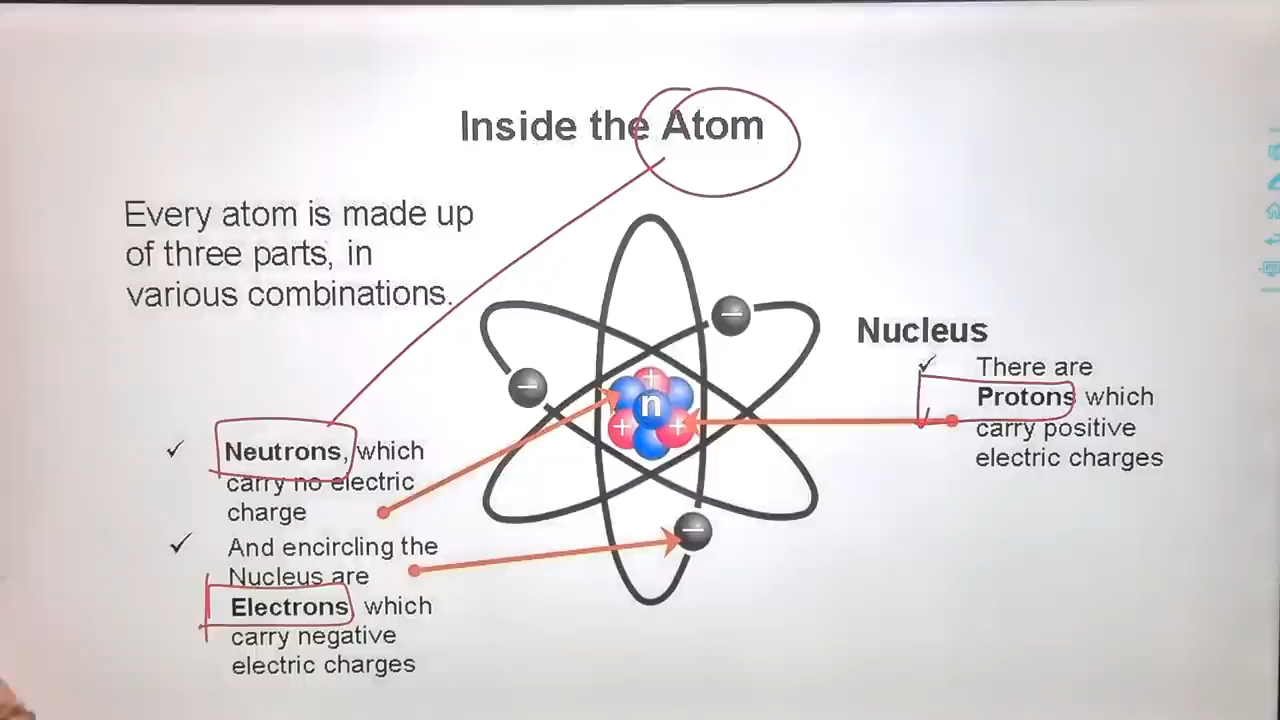 Inside the Atom
Every atom is made up
of three parts, in
various combinations.
Nucleus
✓ There are
Protons which
carry positive
electric charges
✓ Neutrons, which
carry no electric
charge
✓ And encircling the
Nucleus are
Electrons, which
carry negative
electric charges
−
−
+
n
+
+
−